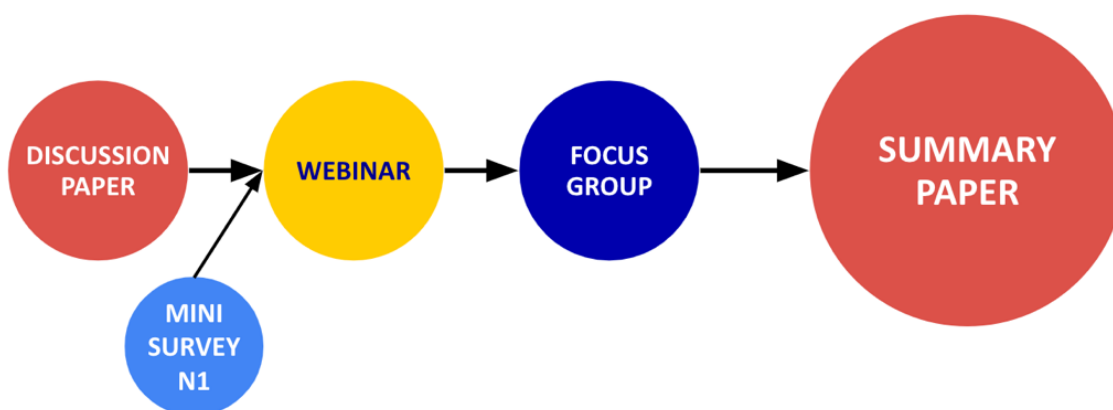 DISCUSSION
PAPER
WEBINAR
FOCUS
GROUP
SUMMARY
PAPER
MINI
SURVEY
N1